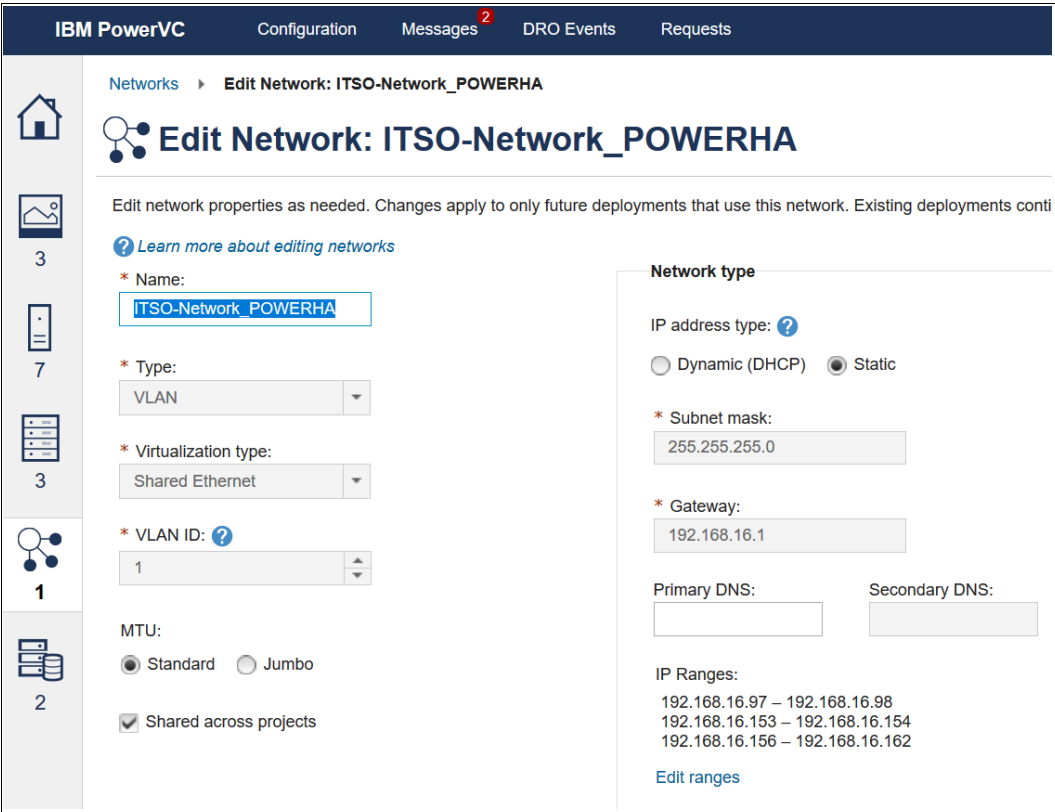 IBM PowerVC Configuration Messages 2 DRO Events Requests
Networks Edit Network: ITSO-Network_POWERHA
Edit Network: ITSO-Network_POWERHA
Edit network properties as needed. Changes apply to only future deployments that use this network. Existing deployments conti
? Learn more about editing networks
* Name:
ITSO-Network_POWERHA
* Type:
VLAN
* Virtualization type:
Shared Ethernet
* VLAN ID: ?
1
MTU:
Standard Jumbo
Shared across projects
Network type
IP address type: ?
Dynamic (DHCP) Static
* Subnet mask:
255.255.255.0
* Gateway:
192.168.16.1
Primary DNS: Secondary DNS:
IP Ranges:
192.168.16.97 – 192.168.16.98
192.168.16.153 – 192.168.16.154
192.168.16.156 – 192.168.16.162
Edit ranges
3
7
3
1
2